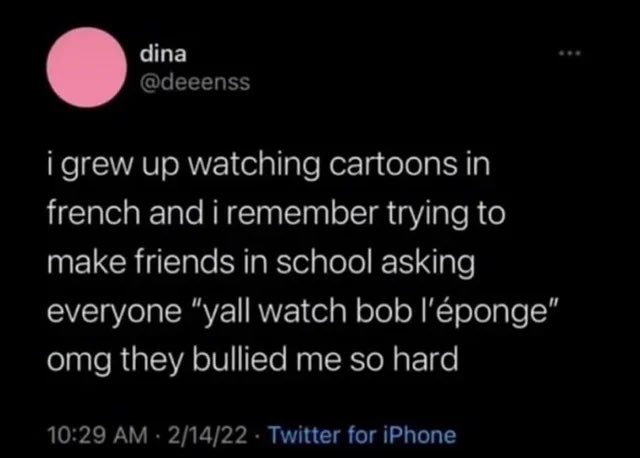 dina
@deeenss
i grew up watching cartoons in
french and i remember trying to
make friends in school asking
everyone “yall watch bob l’éponge”
omg they bullied me so hard
10:29 AM · 2/14/22 · Twitter for iPhone